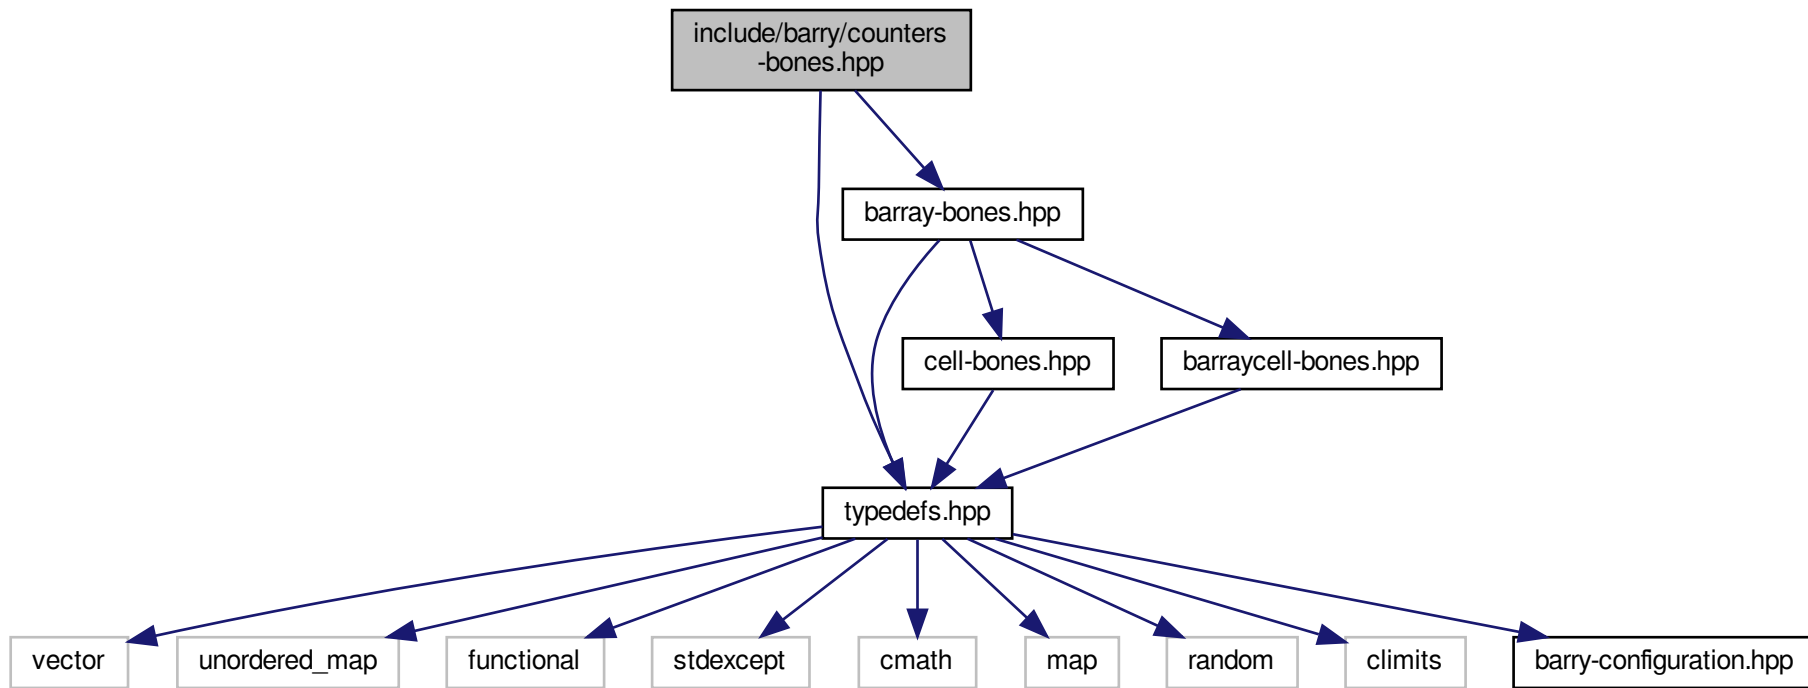 include/barry/counters
-bones.hpp
barray-bones.hpp
cell-bones.hpp
barraycell-bones.hpp
typedefs.hpp
vector
unordered_map
functional
stdexcept
cmath
map
random
climits
barry-configuration.hpp